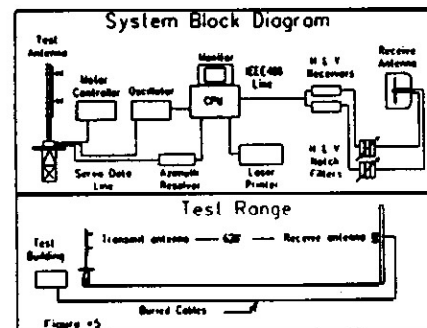 System Block Diagram
Test Antenna
Motor Controller
Oscillator
Monitor
CPU
IEEE488 Line
H & V Receivers
Receive Antenna
Servo Data Line
Azimuth Resolver
Laser Printer
H & V Notch Filters
Test Range
Test Building
Transmit antenna
Receive antenna
Buried Cables
Figure